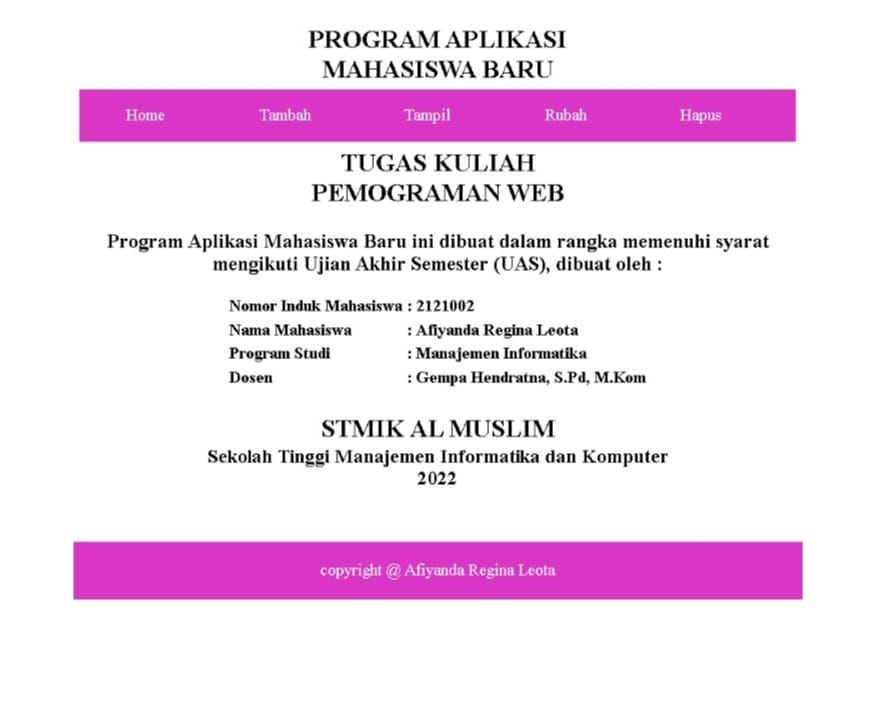 PROGRAM APLIKASI
MAHASISWA BARU
Home Tambah Tampil Rubah Hapus
TUGAS KULIAH
PEMOGRAMAN WEB
Program Aplikasi Mahasiswa Baru ini dibuat dalam rangka memenuhi syarat
mengikuti Ujian Akhir Semester (UAS), dibuat oleh :
Nomor Induk Mahasiswa : 2121002
Nama Mahasiswa : Afiyanda Regina Leota
Program Studi : Manajemen Informatika
Dosen : Gempa Hendratna, S.Pd, M.Kom
STMIK AL MUSLIM
Sekolah Tinggi Manajemen Informatika dan Komputer
2022
copyright @ Afiyanda Regina Leota